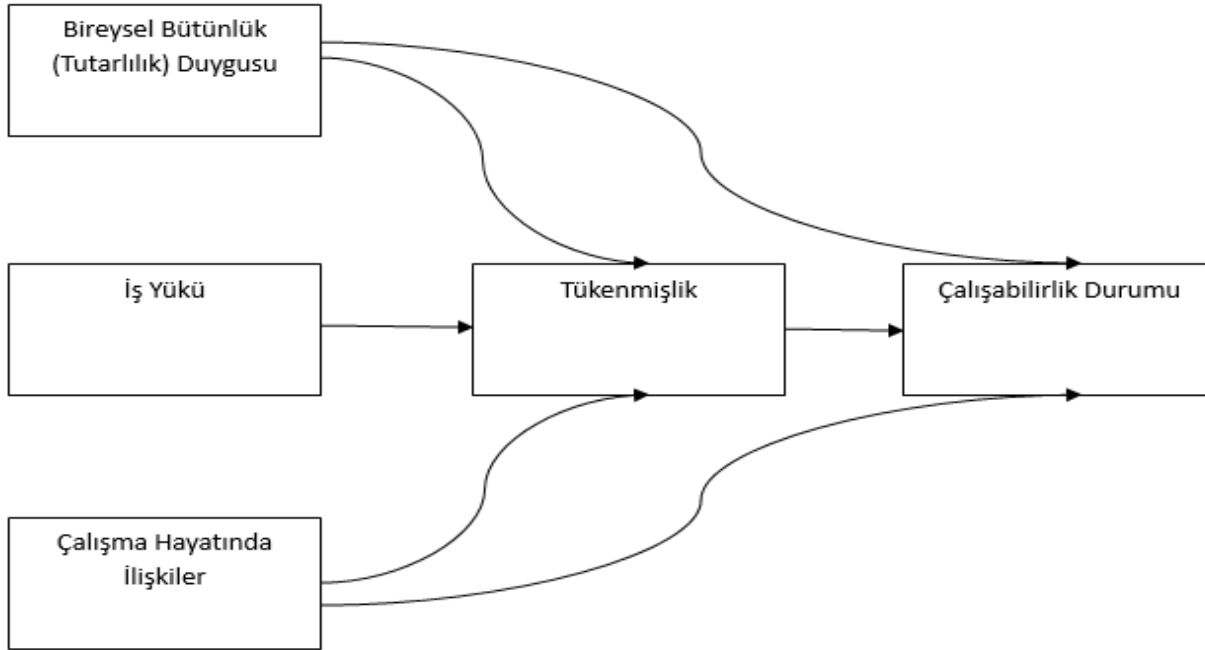 Bireysel Bütünlük
(Tutarlılık) Duygusu
İş Yükü
Tükenmişlik
Çalışabilirlik Durumu
Çalışma Hayatında
İlişkiler